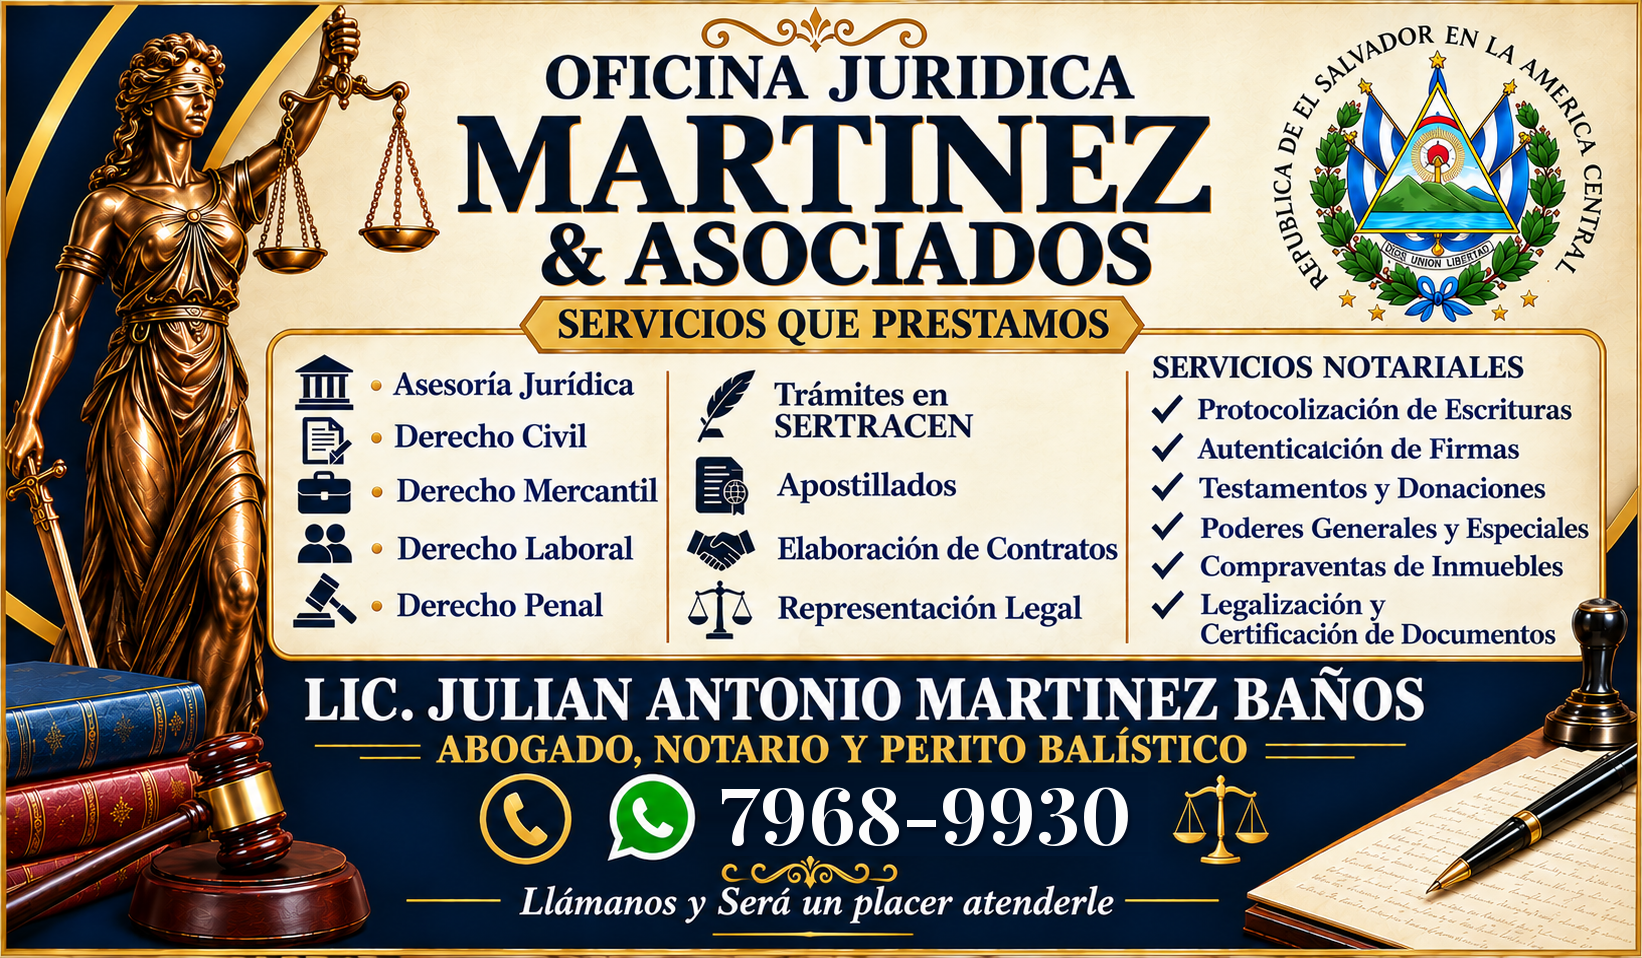 OFICINA JURIDICA
MARTINEZ
& ASOCIADOS
REPUBLICA DE EL SALVADOR EN LA AMERICA CENTRAL
DIOS UNION LIBERTAD
SERVICIOS QUE PRESTAMOS
• Asesoría Jurídica
• Derecho Civil
• Derecho Mercantil
• Derecho Laboral
• Derecho Penal
Trámites en
SERTRACEN
Apostillados
Elaboración de Contratos
Representación Legal
SERVICIOS NOTARIALES
Protocolización de Escrituras
Autenticatción de Firmas
Testamentos y Donaciones
Poderes Generales y Especiales
Compraventas de Inmuebles
Legalización y
Certificación de Documentos
LIC. JULIAN ANTONIO MARTINEZ BAÑOS
ABOGADO, NOTARIO Y PERITO BALÍSTICO
7968-9930
Llámanos y Será un placer atenderle